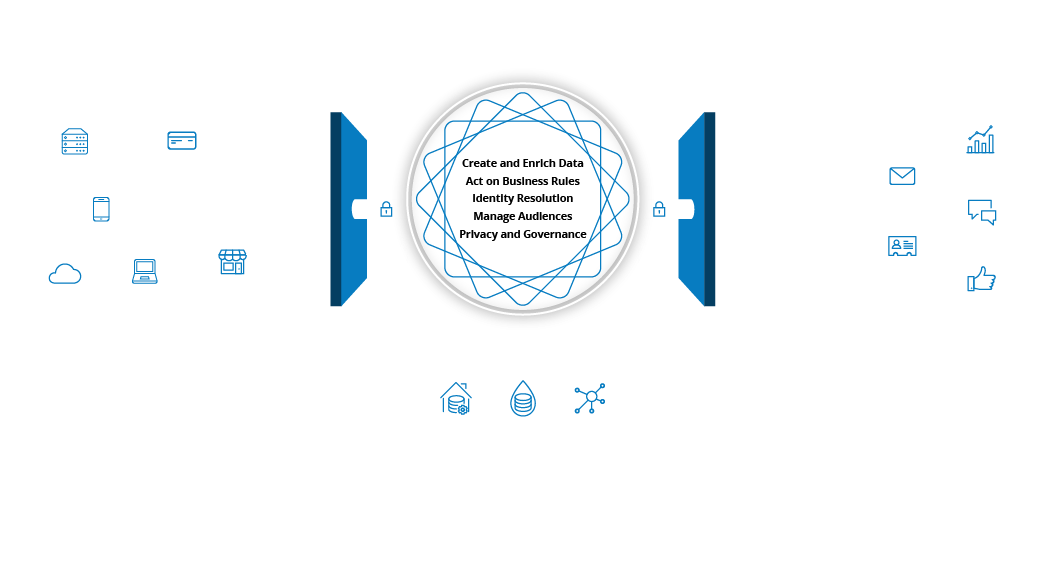 Create and Enrich Data
Act on Business Rules
Identity Resolution
Manage Audiences
Privacy and Governance